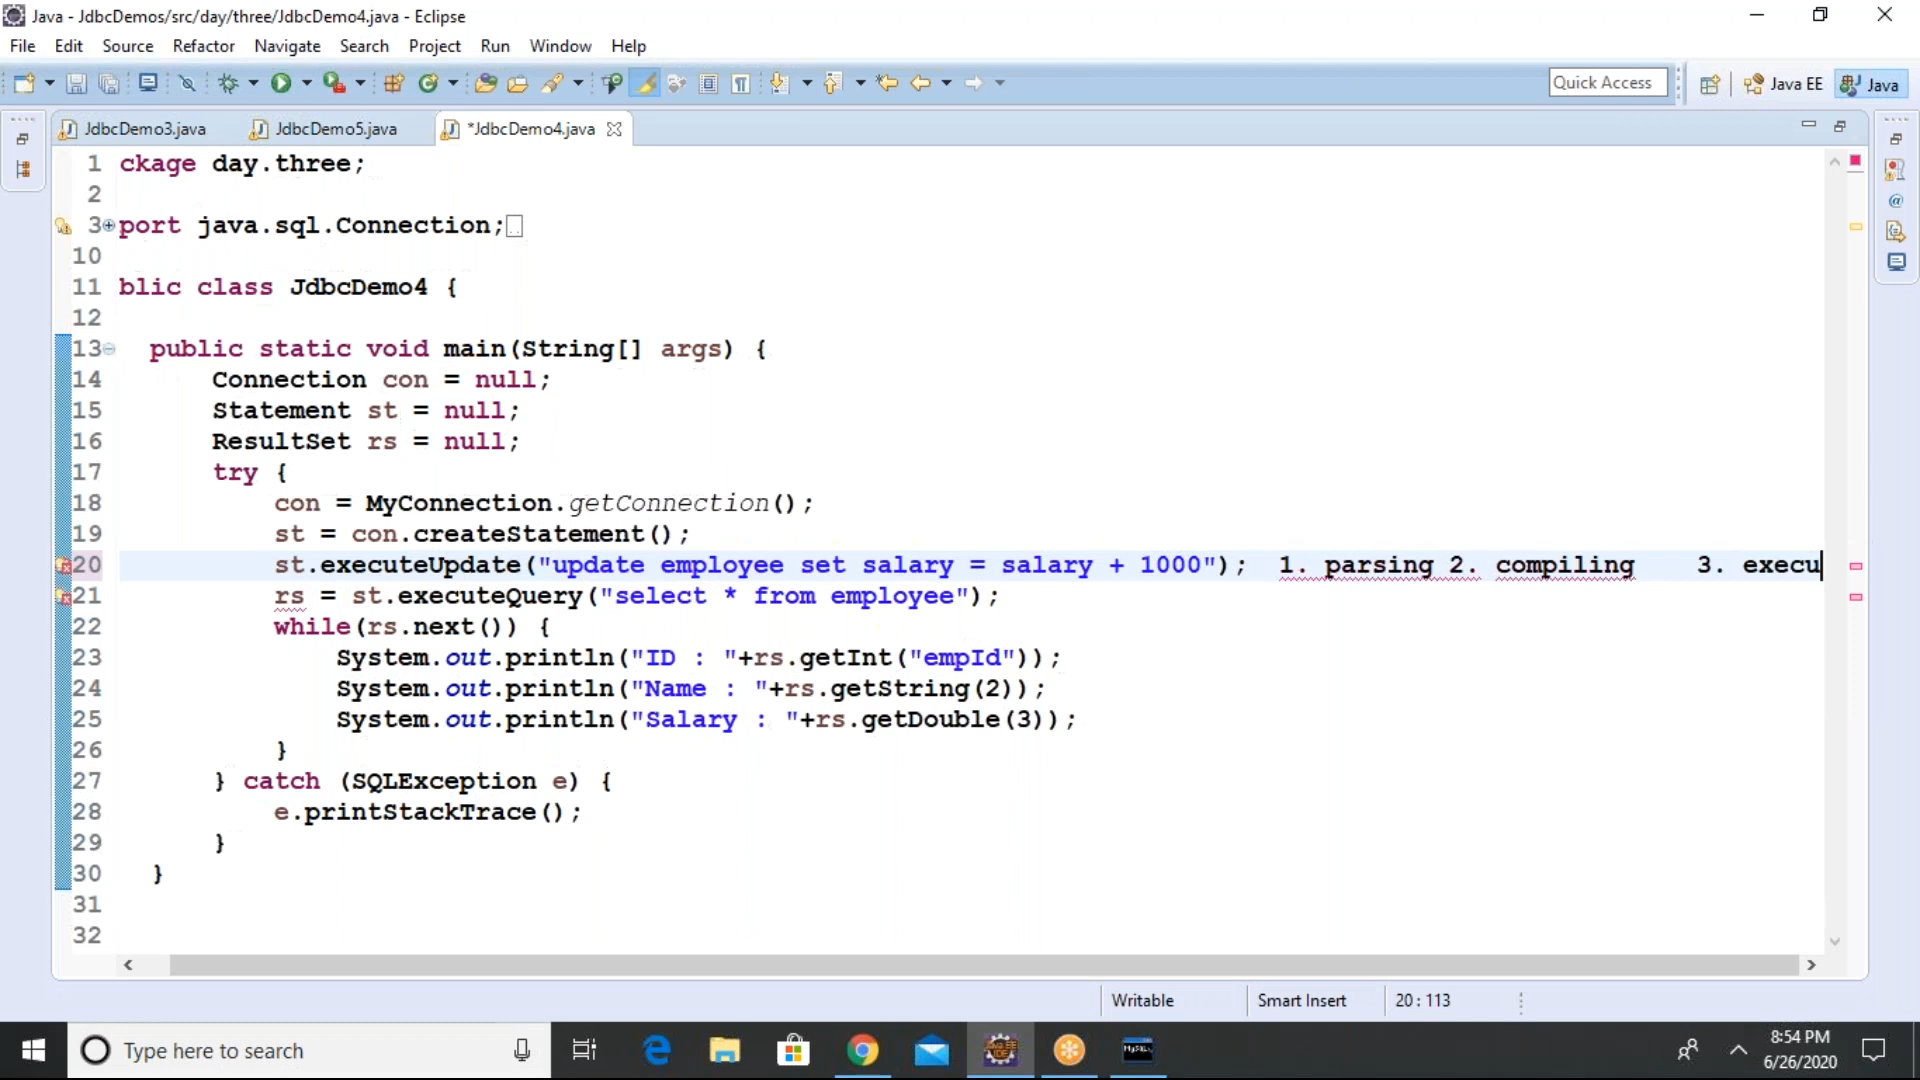 Java - JdbcDemos/src/day/three/JdbcDemo4.java - Eclipse
File Edit Source Refactor Navigate Search Project Run Window Help
Quick Access Java EE Java
JdbcDemo3.java JdbcDemo5.java *JdbcDemo4.java
1 ckage day.three;
2
3 port java.sql.Connection;
10
11 blic class JdbcDemo4 {
12
13 public static void main(String[] args) {
14 Connection con = null;
15 Statement st = null;
16 ResultSet rs = null;
17 try {
18 con = MyConnection.getConnection();
19 st = con.createStatement();
20 st.executeUpdate("update employee set salary = salary + 1000"); 1. parsing 2. compiling 3. execu
21 rs = st.executeQuery("select * from employee");
22 while(rs.next()) {
23 System.out.println("ID : "+rs.getInt("empId"));
24 System.out.println("Name : "+rs.getString(2));
25 System.out.println("Salary : "+rs.getDouble(3));
26 }
27 } catch (SQLException e) {
28 e.printStackTrace();
29 }
30 }
31
32
Writable Smart Insert 20 : 113
Type here to search
8:54 PM
6/26/2020